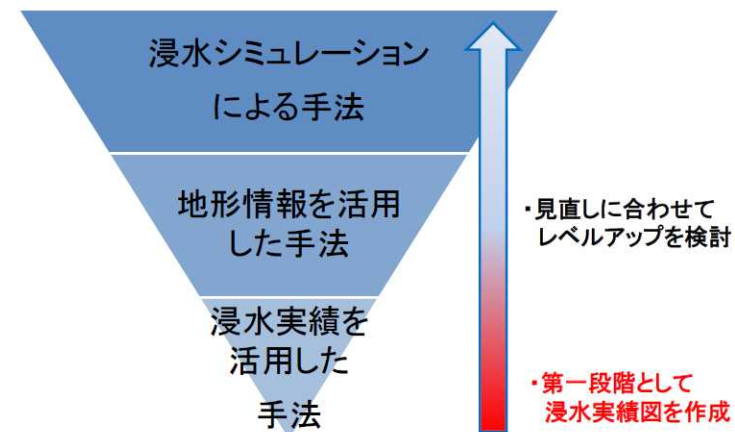 浸水シミュレーション
による手法
地形情報を活用
した手法
浸水実績を
活用した
手法
・見直しに合わせて
レベルアップを検討
・第一段階として
浸水実績図を作成